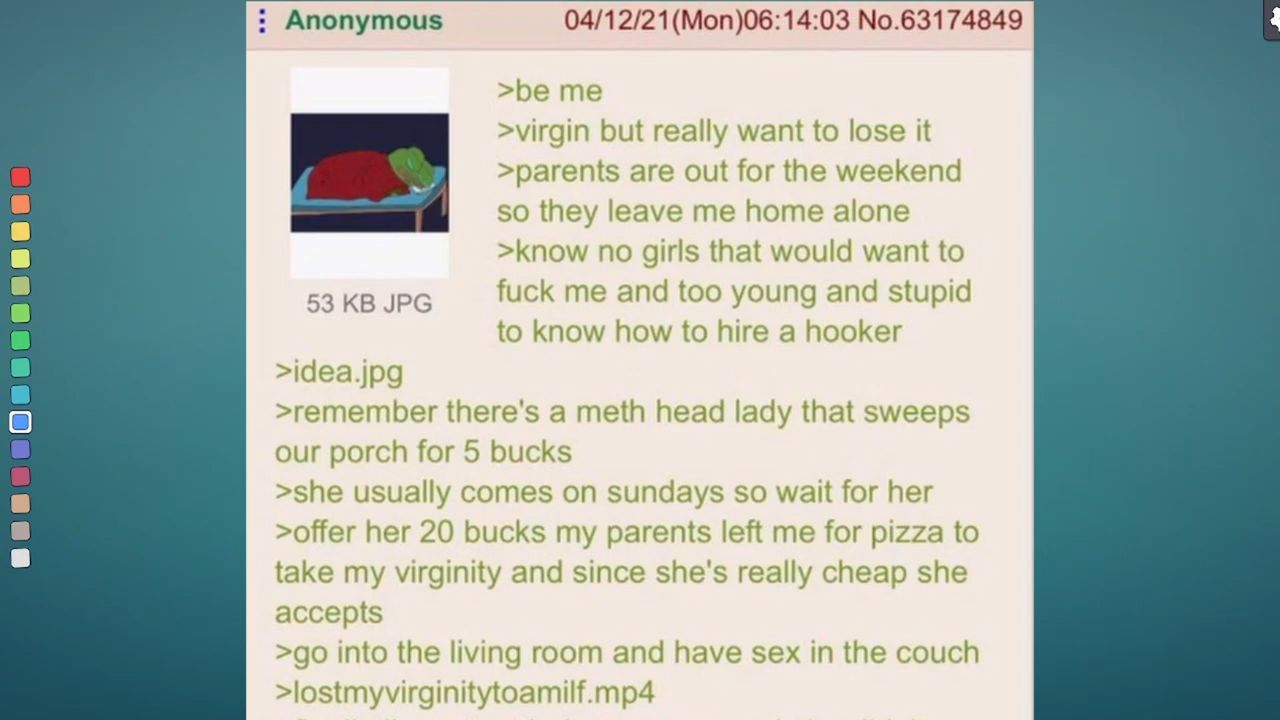 Anonymous 04/12/21(Mon)06:14:03 No.63174849
>be me
>virgin but really want to lose it
>parents are out for the weekend
so they leave me home alone
>know no girls that would want to
fuck me and too young and stupid
to know how to hire a hooker
53 KB JPG
>idea.jpg
>remember there's a meth head lady that sweeps
our porch for 5 bucks
>she usually comes on sundays so wait for her
>offer her 20 bucks my parents left me for pizza to
take my virginity and since she's really cheap she
accepts
>go into the living room and have sex in the couch
>lostmyvirginitytoamilf.mp4